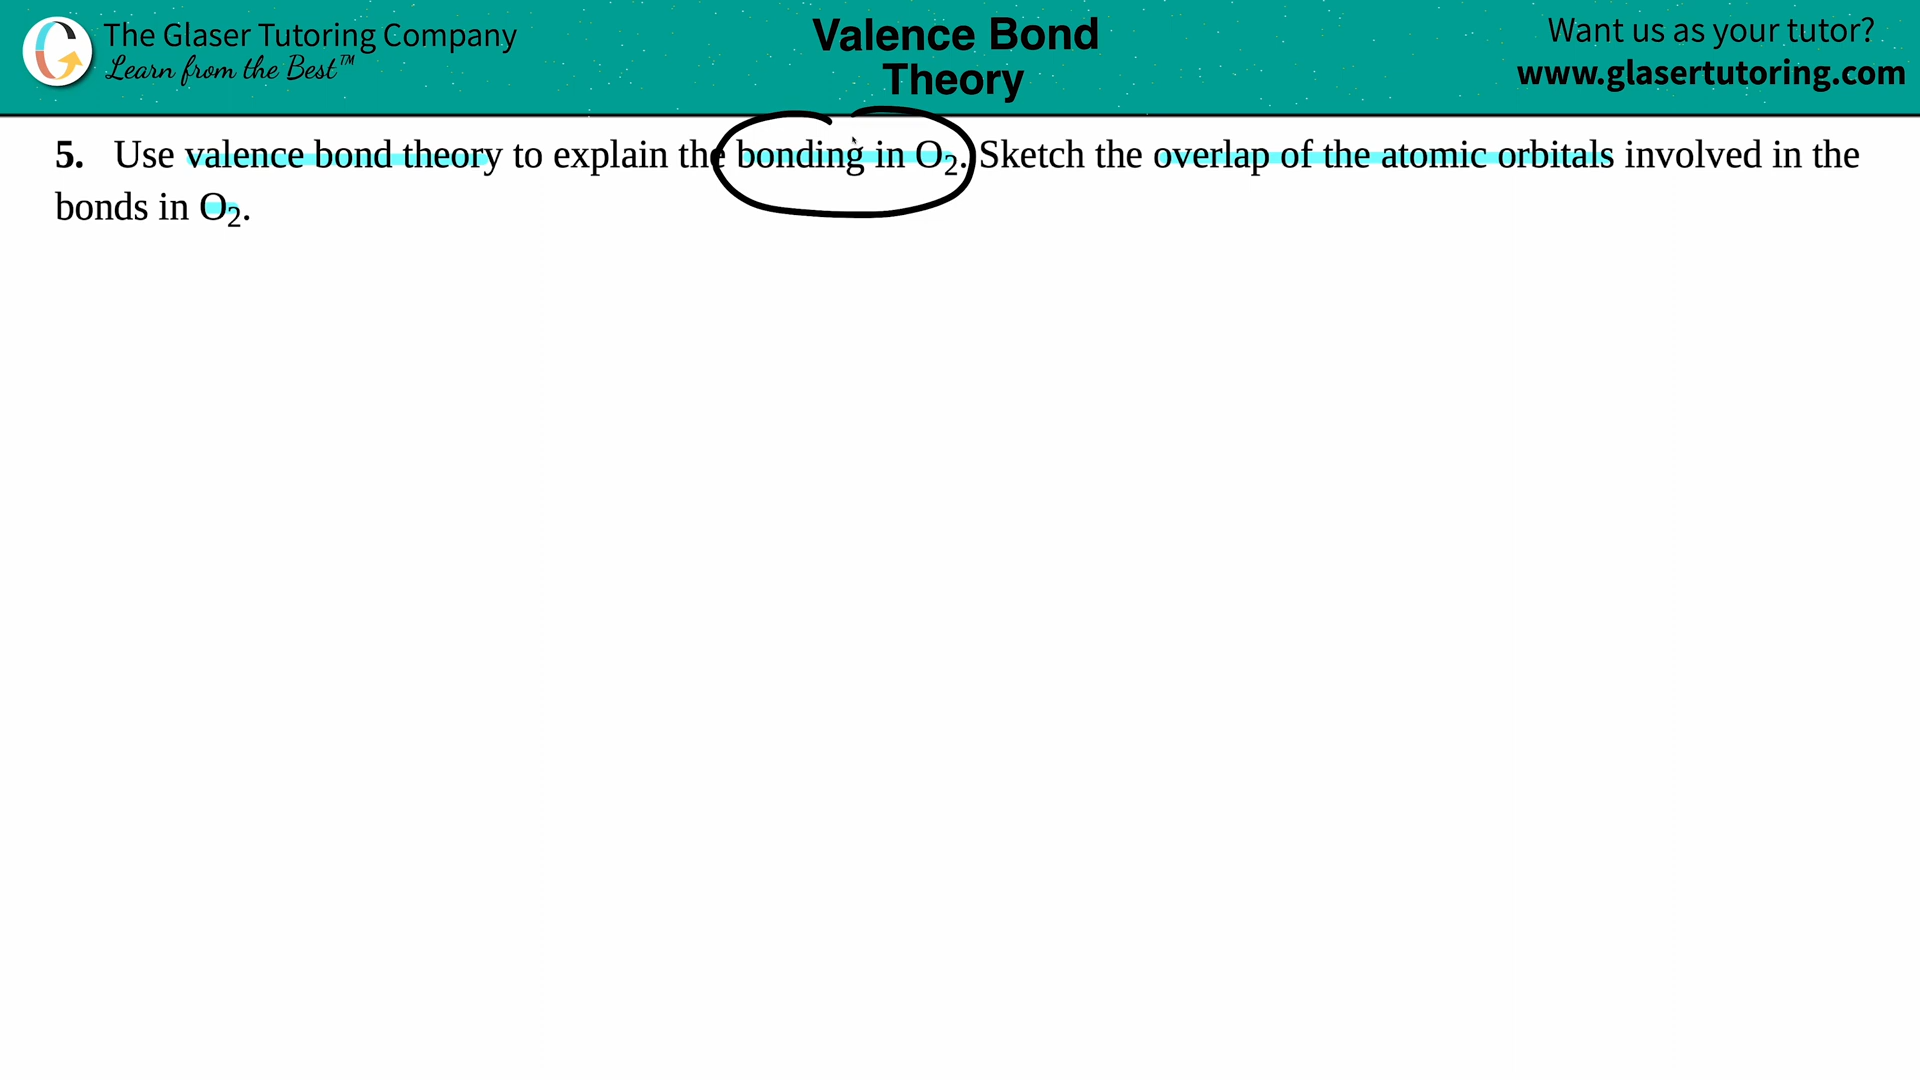 The Glaser Tutoring Company
Learn from the Best™
Valence Bond
Theory
Want us as your tutor?
www.glasertutoring.com
5. Use valence bond theory to explain the bonding in O₂. Sketch the overlap of the atomic orbitals involved in the
bonds in O₂.